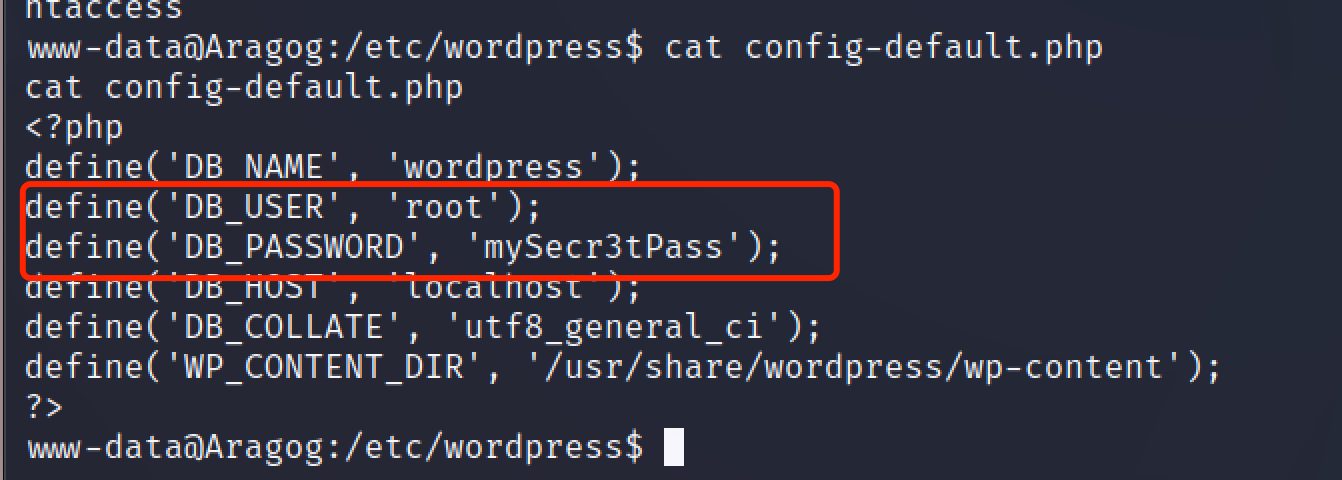 htaccess
www-data@Aragog:/etc/wordpress$ cat config-default.php
cat config-default.php
<?php
define('DB_NAME', 'wordpress');
define('DB_USER', 'root');
define('DB_PASSWORD', 'mySecr3tPass');
define('DB_HOST', 'localhost');
define('DB_COLLATE', 'utf8_general_ci');
define('WP_CONTENT_DIR', '/usr/share/wordpress/wp-content');
?>
www-data@Aragog:/etc/wordpress$